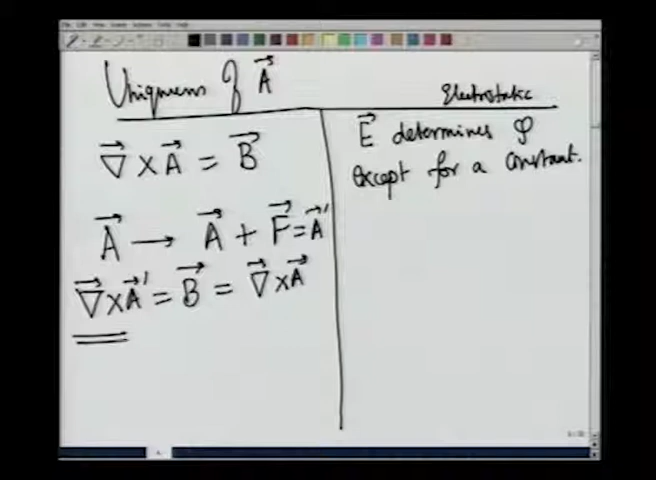 Uniqueness of A⃗
Electrostatic
∇⃗ × A⃗ = B⃗
A⃗ → A⃗ + F⃗ = A⃗'
∇⃗ × A⃗' = B⃗ = ∇⃗ × A⃗
E⃗ determines φ
except for a constant.